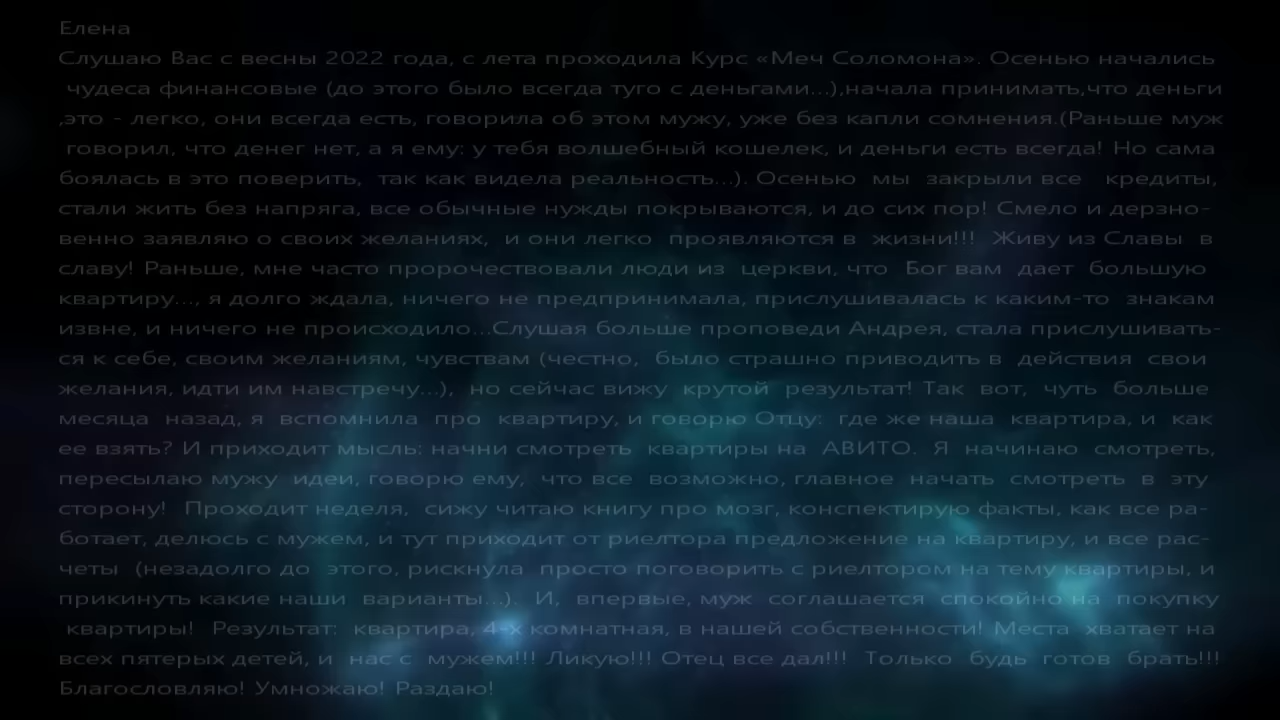 Елена
Слушаю Вас с весны 2022 года, с лета проходила Курс «Меч Соломона». Осенью начались
чудеса финансовые (до этого было всегда туго с деньгами...),начала принимать,что деньги
,это - легко, они всегда есть, говорила об этом мужу, уже без капли сомнения.(Раньше муж
говорил, что денег нет, а я ему: у тебя волшебный кошелек, и деньги есть всегда! Но сама
боялась в это поверить, так как видела реальность...). Осенью мы закрыли все кредиты,
стали жить без напряга, все обычные нужды покрываются, и до сих пор! Смело и дерзно-
венно заявляю о своих желаниях, и они легко проявляются в жизни!!! Живу из Славы в
славу! Раньше, мне часто пророчествовали люди из церкви, что Бог вам дает большую
квартиру..., я долго ждала, ничего не предпринимала, прислушивалась к каким-то знакам
извне, и ничего не происходило...Слушая больше проповеди Андрея, стала прислушивать-
ся к себе, своим желаниям, чувствам (честно, было страшно приводить в действия свои
желания, идти им навстречу...), но сейчас вижу крутой результат! Так вот, чуть больше
месяца назад, я вспомнила про квартиру, и говорю Отцу: где же наша квартира, и как
ее взять? И приходит мысль: начни смотреть квартиры на АВИТО. Я начинаю смотреть,
пересылаю мужу идеи, говорю ему, что все возможно, главное начать смотреть в эту
сторону! Проходит неделя, сижу читаю книгу про мозг, конспектирую факты, как все ра-
ботает, делюсь с мужем, и тут приходит от риелтора предложение на квартиру, и все рас-
четы (незадолго до этого, рискнула просто поговорить с риелтором на тему квартиры, и
прикинуть какие наши варианты...). И, впервые, муж соглашается спокойно на покупку
квартиры! Результат: квартира, 4-х комнатная, в нашей собственности! Места хватает на
всех пятерых детей, и нас с мужем!!! Ликую!!! Отец все дал!!! Только будь готов брать!!!
Благословляю! Умножаю! Раздаю!